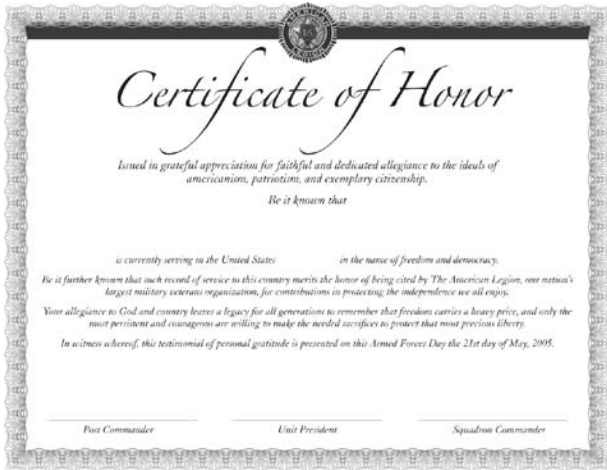 Certificate of Honor
Issued in grateful appreciation for faithful and dedicated allegiance to the ideals of
americanism, patriotism, and exemplary citizenship.
Be it known that
is currently serving in the United States in the name of freedom and democracy.
Be it further known that such record of service to this country merits the honor of being cited by The American Legion, our nation's
largest military veterans organization, for contributions in protecting the independence we all enjoy.
Your allegiance to God and country leaves a legacy for all generations to remember that freedom carries a heavy price, and only the
most persistent and courageous are willing to make the needed sacrifices to protect that most precious liberty.
In witness whereof, this testimonial of personal gratitude is presented on this Armed Forces Day the 21st day of May, 2005.
Post Commander Unit President Squadron Commander